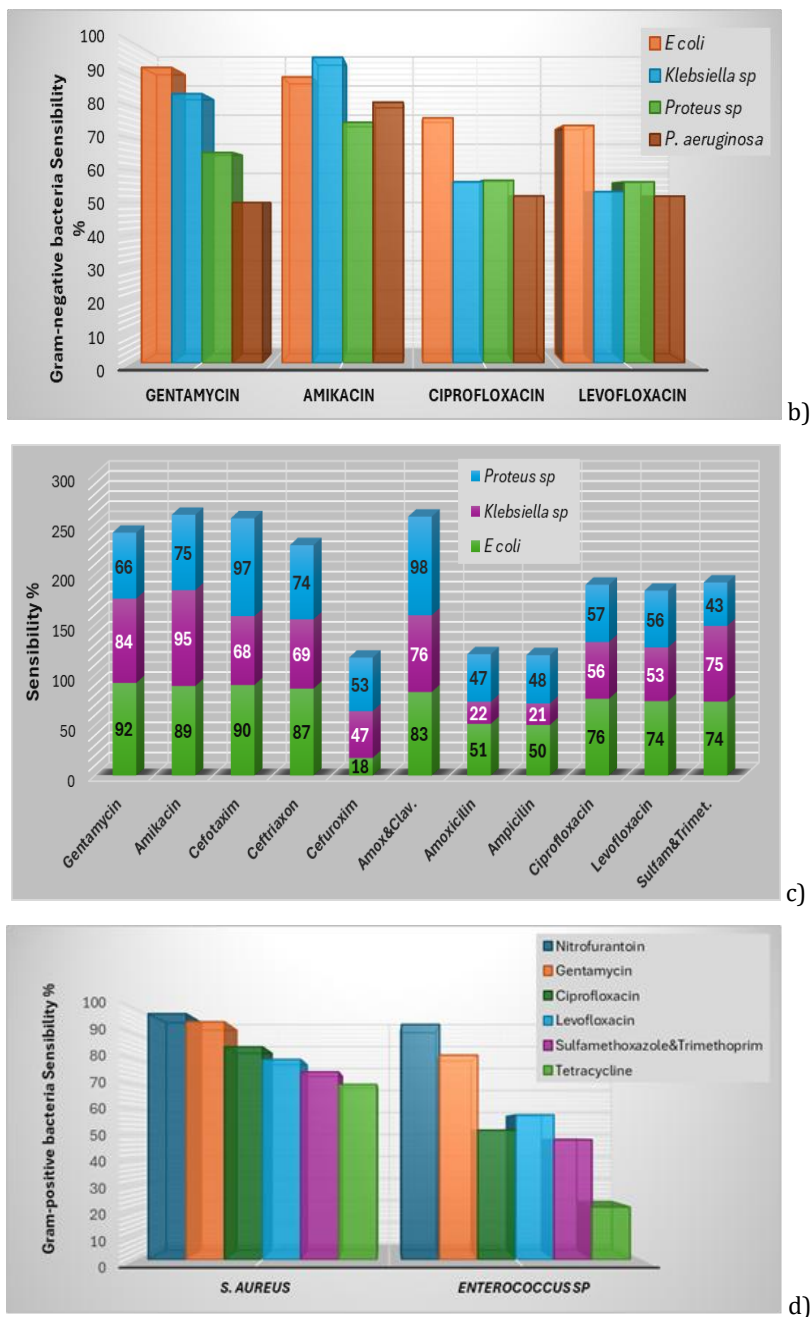 100
90
80
70
60
50
40
30
20
10
0
Gram-negative bacteria Sensibility
%
E coli
Klebsiella sp
Proteus sp
P. aeruginosa
GENTAMYCIN AMIKACIN CIPROFLOXACIN LEVOFLOXACIN
b)
300
250
200
150
100
50
0
Sensibility %
Proteus sp
Klebsiella sp
E coli
66 75 97 74 53 98 47 48 57 56 43
84 95 68 69 47 76 22 21 56 53 75
92 89 90 87 18 83 51 50 76 74 74
Gentamycin Amikacin Cefotaxim Ceftriaxon Cefuroxim Amox&Clav. Amoxicilin Ampicilin Ciprofloxacin Levofloxacin Sulfam&Trimet.
c)
100
90
80
70
60
50
40
30
20
10
0
Gram-positive bacteria Sensibility %
Nitrofurantoin
Gentamycin
Ciprofloxacin
Levofloxacin
Sulfamethoxazole&Trimethoprim
Tetracycline
S. AUREUS ENTEROCOCCUS SP
d)